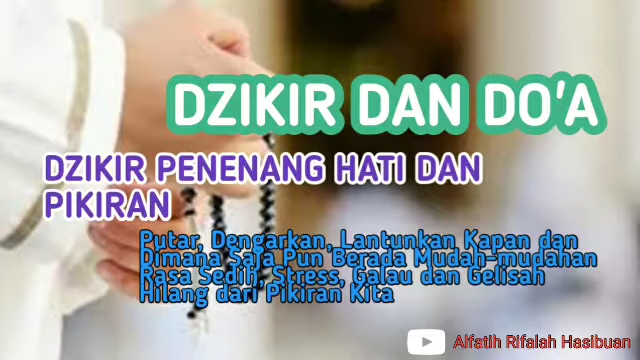 DZIKIR DAN DO'A
DZIKIR PENENANG HATI DAN
PIKIRAN
Putar, Dengarkan, Lantunkan Kapan dan
Dimana Saja Pun Berada Mudah-mudahan
Rasa Sedih, Stress, Galau dan Gelisah
Hilang dari Pikiran Kita
Alfatih Rifalah Hasibuan